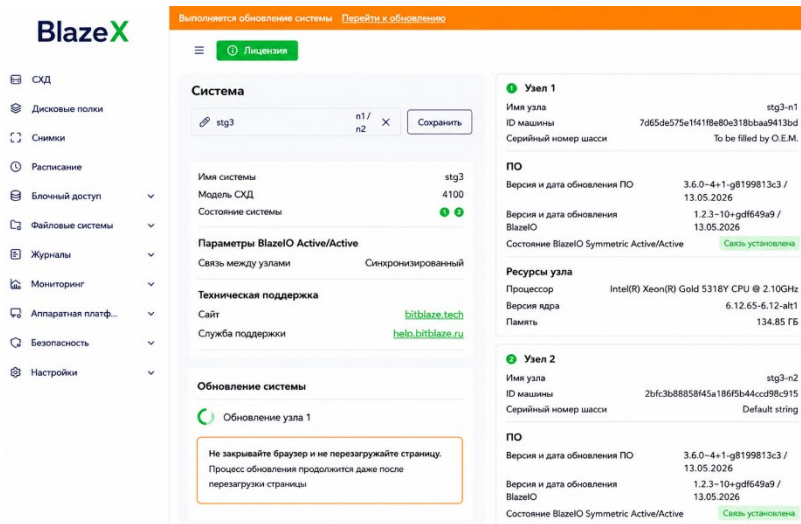 Выполняется обновление системы Перейти к обновлению
BlazeX
Лицензия
СХД
Дисковые полки
Снимки
Расписание
Блочный доступ
Файловые системы
Журналы
Мониторинг
Аппаратная платф...
Безопасность
Настройки
Система
stg3 n1 / n2
Сохранить
Имя системы stg3
Модель СХД 4100
Состояние системы 1 2
Параметры BlazeIO Active/Active
Связь между узлами Синхронизированный
Техническая поддержка
Сайт bitblaze.tech
Служба поддержки help.bitblaze.ru
Обновление системы
Обновление узла 1
Не закрывайте браузер и не перезагружайте страницу.
Процесс обновления продолжится даже после
перезагрузки страницы
1 Узел 1
Имя узла stg3-n1
ID машины 7d65de575e1f41f8e80e318bbaa9413bd
Серийный номер шасси To be filled by O.E.M.
ПО
Версия и дата обновления ПО 3.6.0~4+1-g8199813c3 /
13.05.2026
Версия и дата обновления 1.2.3~10+gdf649a9 /
BlazeIO 13.05.2026
Состояние BlazeIO Symmetric Active/Active Связь установлена
Ресурсы узла
Процессор Intel(R) Xeon(R) Gold 5318Y CPU @ 2.10GHz
Версия ядра 6.12.65-6.12-alt1
Память 134.85 ГБ
2 Узел 2
Имя узла stg3-n2
ID машины 2bfc3b88858f45a186f5b44ccd98c915
Серийный номер шасси Default string
ПО
Версия и дата обновления ПО 3.6.0~4+1-g8199813c3 /
13.05.2026
Версия и дата обновления 1.2.3~10+gdf649a9 /
BlazeIO 13.05.2026
Состояние BlazeIO Symmetric Active/Active Связь установлена